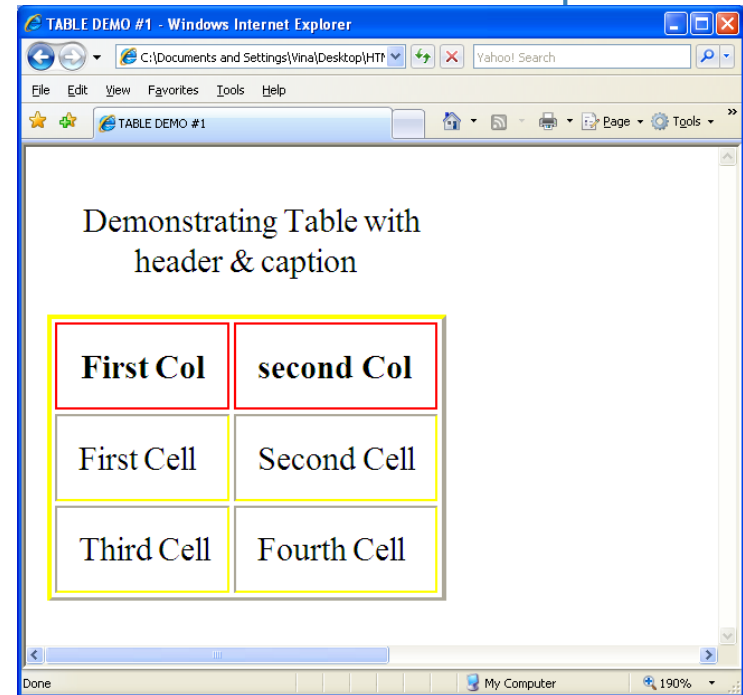 TABLE DEMO #1 - Windows Internet Explorer
C:\Documents and Settings\Vina\Desktop\HTM
Yahoo! Search
File Edit View Favorites Tools Help
TABLE DEMO #1
Page Tools »
Demonstrating Table with
header & caption
First Col second Col
First Cell Second Cell
Third Cell Fourth Cell
Done My Computer 190%